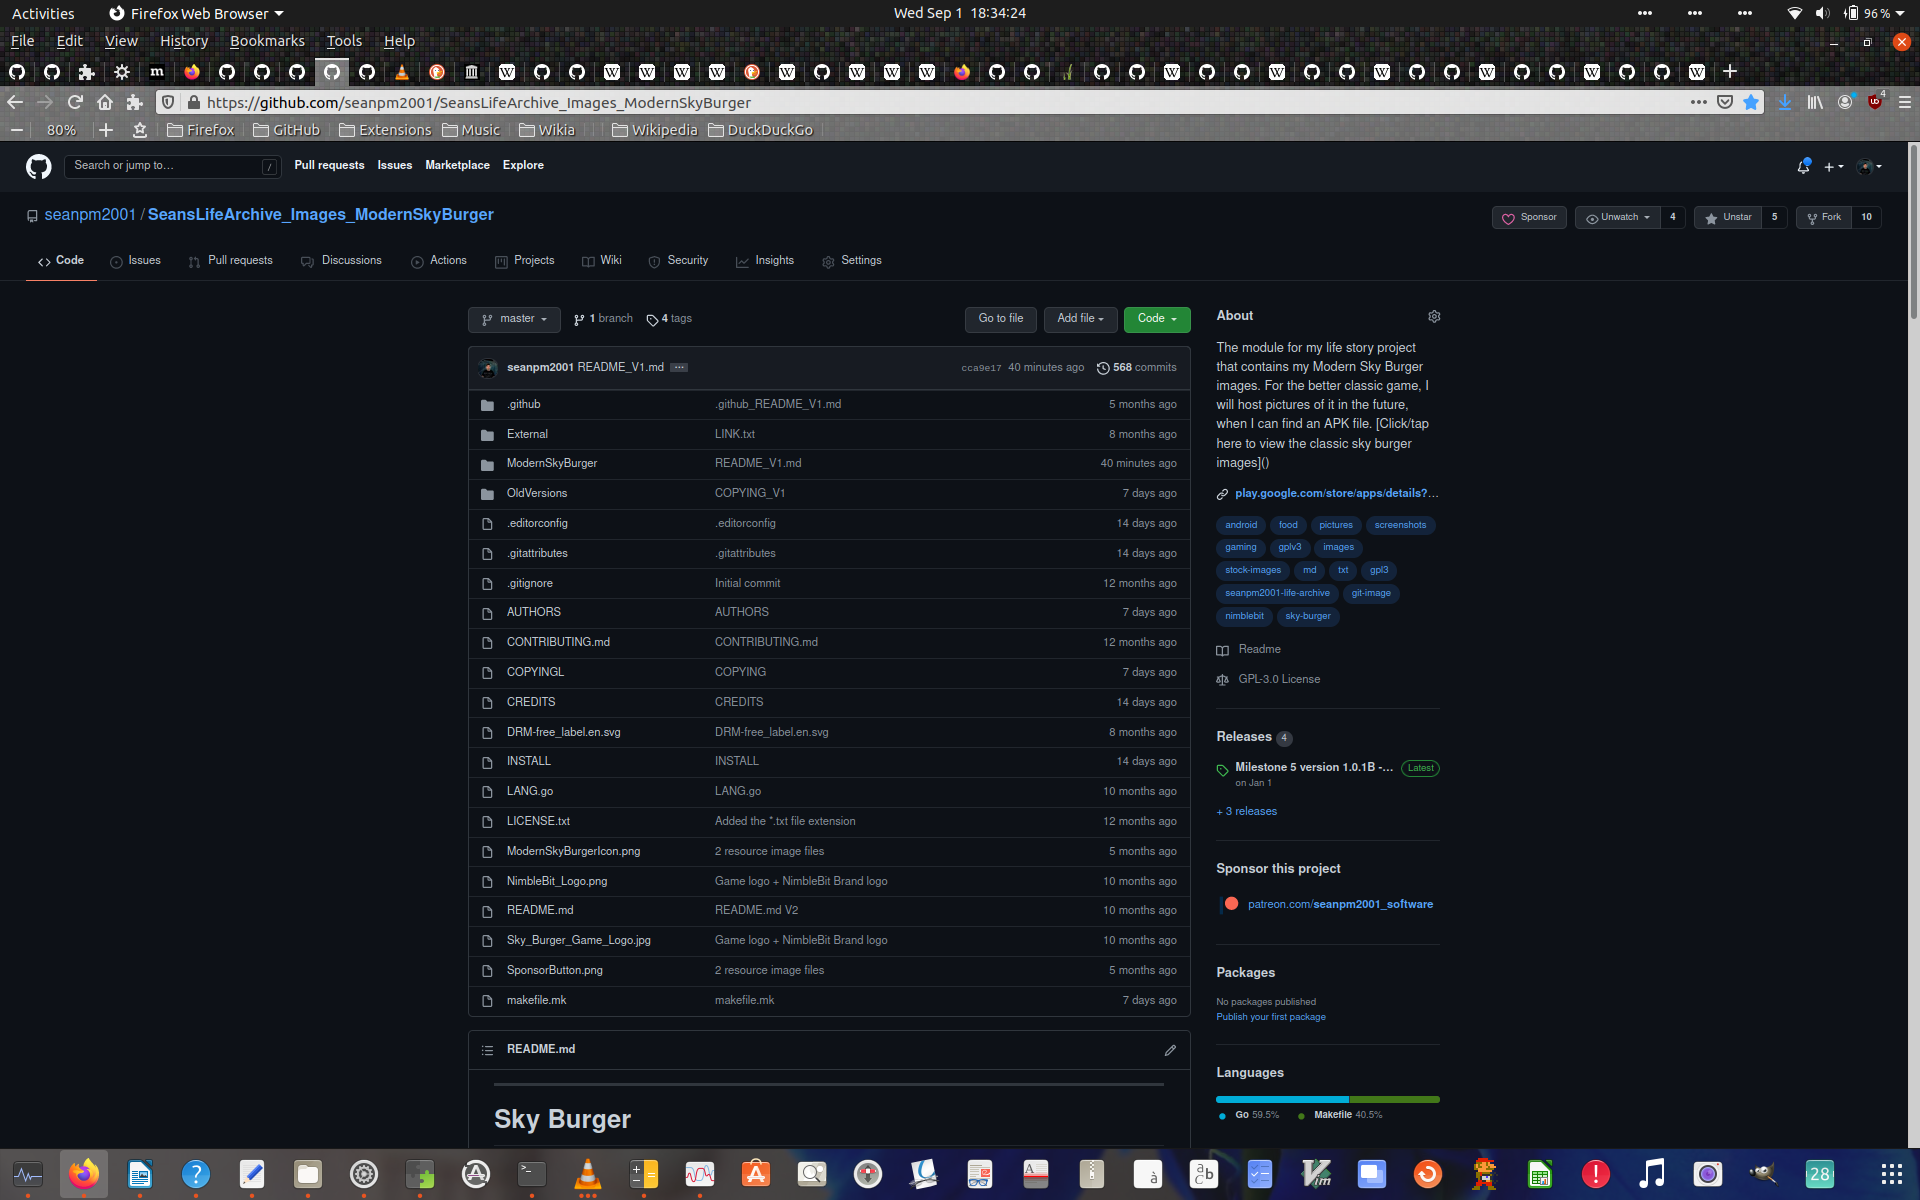 Activities Firefox Web Browser Wed Sep 1 18:34:24 96 %
File Edit View History Bookmarks Tools Help
https://github.com/seanpm2001/SeansLifeArchive_Images_ModernSkyBurger 4
80% Firefox GitHub Extensions Music Wikia Wikipedia DuckDuckGo
Search or jump to... / Pull requests Issues Marketplace Explore
seanpm2001 / SeansLifeArchive_Images_ModernSkyBurger Sponsor Unwatch 4 Unstar 5 Fork 10
Code Issues Pull requests Discussions Actions Projects Wiki Security Insights Settings
master 1 branch 4 tags Go to file Add file Code
seanpm2001 README_V1.md ... cca9e17 40 minutes ago 568 commits
.github .github_README_V1.md 5 months ago
External LINK.txt 8 months ago
ModernSkyBurger README_V1.md 40 minutes ago
OldVersions COPYING_V1 7 days ago
.editorconfig .editorconfig 14 days ago
.gitattributes .gitattributes 14 days ago
.gitignore Initial commit 12 months ago
AUTHORS AUTHORS 7 days ago
CONTRIBUTING.md CONTRIBUTING.md 12 months ago
COPYINGL COPYING 7 days ago
CREDITS CREDITS 14 days ago
DRM-free_label.en.svg DRM-free_label.en.svg 8 months ago
INSTALL INSTALL 14 days ago
LANG.go LANG.go 10 months ago
LICENSE.txt Added the *.txt file extension 12 months ago
ModernSkyBurgerIcon.png 2 resource image files 5 months ago
NimbleBit_Logo.png Game logo + NimbleBit Brand logo 10 months ago
README.md README.md V2 10 months ago
Sky_Burger_Game_Logo.jpg Game logo + NimbleBit Brand logo 10 months ago
SponsorButton.png 2 resource image files 5 months ago
makefile.mk makefile.mk 7 days ago
README.md
Sky Burger
About
The module for my life story project
that contains my Modern Sky Burger
images. For the better classic game, I
will host pictures of it in the future,
when I can find an APK file. [Click/tap
here to view the classic sky burger
images]()
play.google.com/store/apps/details?...
android food pictures screenshots
gaming gplv3 images
stock-images md txt gpl3
seanpm2001-life-archive git-image
nimblebit sky-burger
Readme
GPL-3.0 License
Releases 4
Milestone 5 version 1.0.1B -... Latest
on Jan 1
+ 3 releases
Sponsor this project
patreon.com/seanpm2001_software
Packages
No packages published
Publish your first package
Languages
Go 59.5% Makefile 40.5%
28